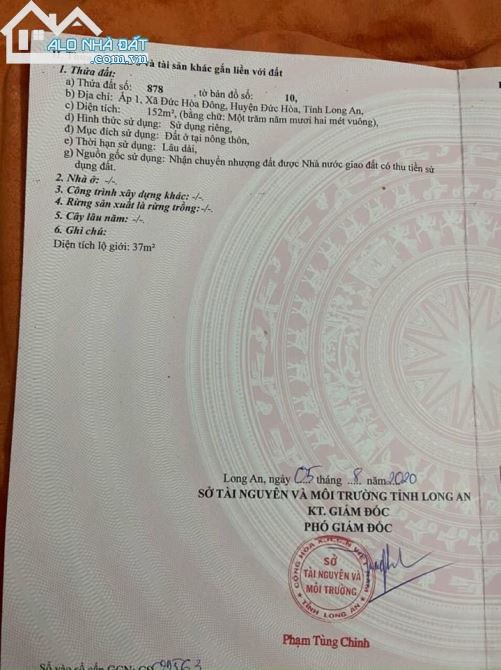 ALO NHÀ ĐẤT
.com.vn
và tài sản khác gắn liền với đất
1. Thửa đất:
a) Thửa đất số: 878 , tờ bản đồ số: 10,
b) Địa chỉ: Ấp 1, Xã Đức Hòa Đông, Huyện Đức Hòa, Tỉnh Long An,
c) Diện tích: 152m², (bằng chữ: Một trăm năm mươi hai mét vuông),
d) Hình thức sử dụng: Sử dụng riêng,
đ) Mục đích sử dụng: Đất ở tại nông thôn,
e) Thời hạn sử dụng: Lâu dài,
g) Nguồn gốc sử dụng: Nhận chuyển nhượng đất được Nhà nước giao đất có thu tiền sử
dụng đất.
2. Nhà ở: -/-.
3. Công trình xây dựng khác: -/-.
4. Rừng sản xuất là rừng trồng: -/-.
5. Cây lâu năm: -/-.
6. Ghi chú:
Diện tích lộ giới: 37m²
Long An, ngày 05 tháng ..8 năm 2020
SỞ TÀI NGUYÊN VÀ MÔI TRƯỜNG TỈNH LONG AN
KT. GIÁM ĐỐC
PHÓ GIÁM ĐỐC
CỘNG HÒA X.H.C.N VIỆT
SỞ
TÀI NGUYÊN VÀ
MÔI TRƯỜNG
TỈNH LONG AN
Phạm Tùng Chinh
Số vào sổ cấp GCN: